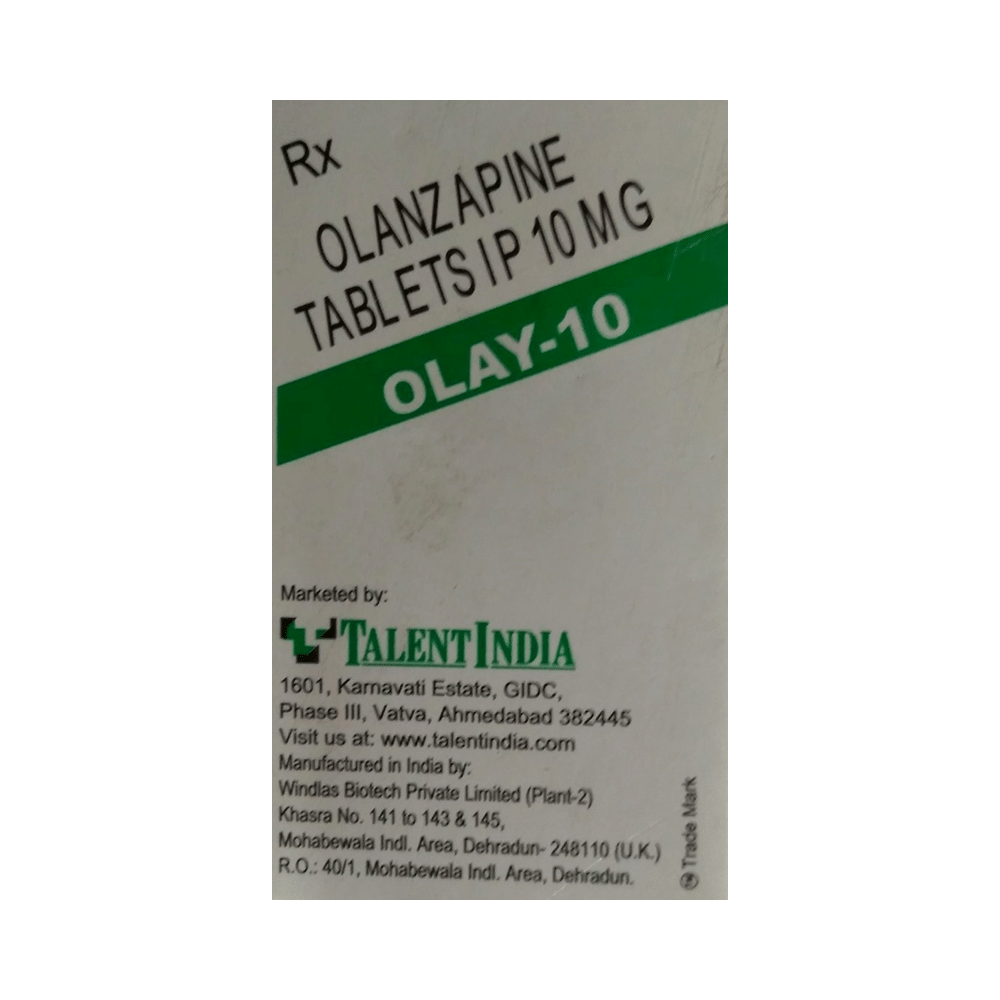 Rx
OLANZAPINE
TABLETS IP 10 MG
OLAY-10
Marketed by:
TALENT INDIA
1601, Karnavati Estate, GIDC,
Phase III, Vatva, Ahmedabad 382445
Visit us at: www.talentindia.com
Manufactured in India by:
Windlas Biotech Private Limited (Plant-2)
Khasra No. 141 to 143 & 145,
Mohabewala Indl. Area, Dehradun- 248110 (U.K.)
R.O.: 40/1, Mohabewala Indl. Area, Dehradun.
Trade Mark